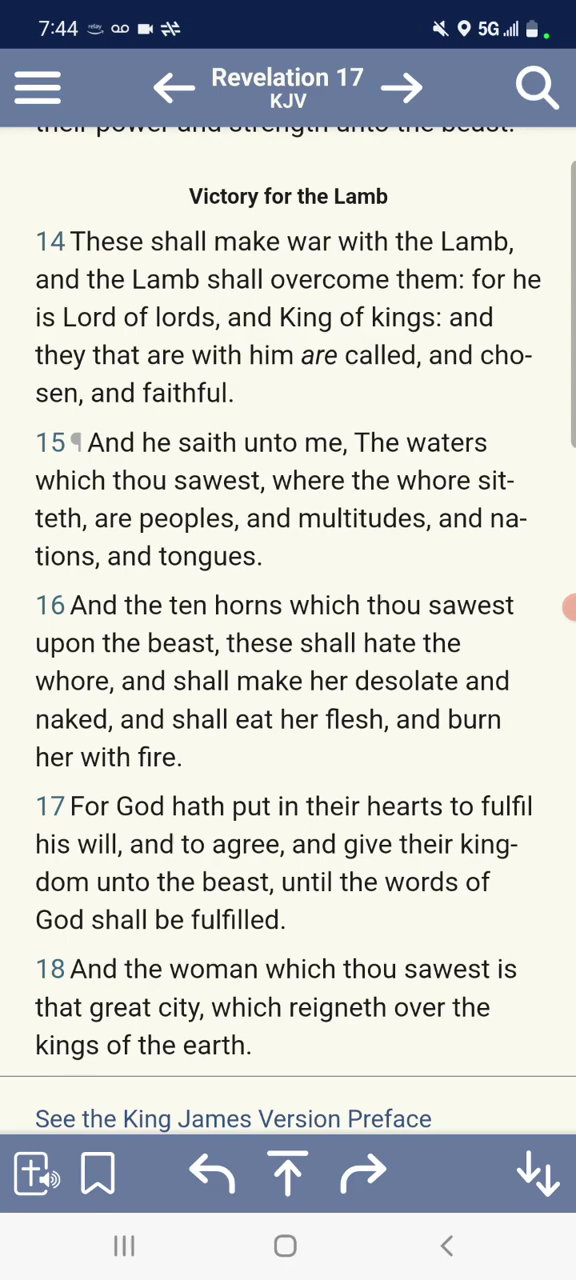 7:44 relay
5G
Revelation 17
KJV
their power and strength unto the beast.
Victory for the Lamb
14 These shall make war with the Lamb,
and the Lamb shall overcome them: for he
is Lord of lords, and King of kings: and
they that are with him are called, and cho-
sen, and faithful.
15 ¶ And he saith unto me, The waters
which thou sawest, where the whore sit-
teth, are peoples, and multitudes, and na-
tions, and tongues.
16 And the ten horns which thou sawest
upon the beast, these shall hate the
whore, and shall make her desolate and
naked, and shall eat her flesh, and burn
her with fire.
17 For God hath put in their hearts to fulfil
his will, and to agree, and give their king-
dom unto the beast, until the words of
God shall be fulfilled.
18 And the woman which thou sawest is
that great city, which reigneth over the
kings of the earth.
See the King James Version Preface